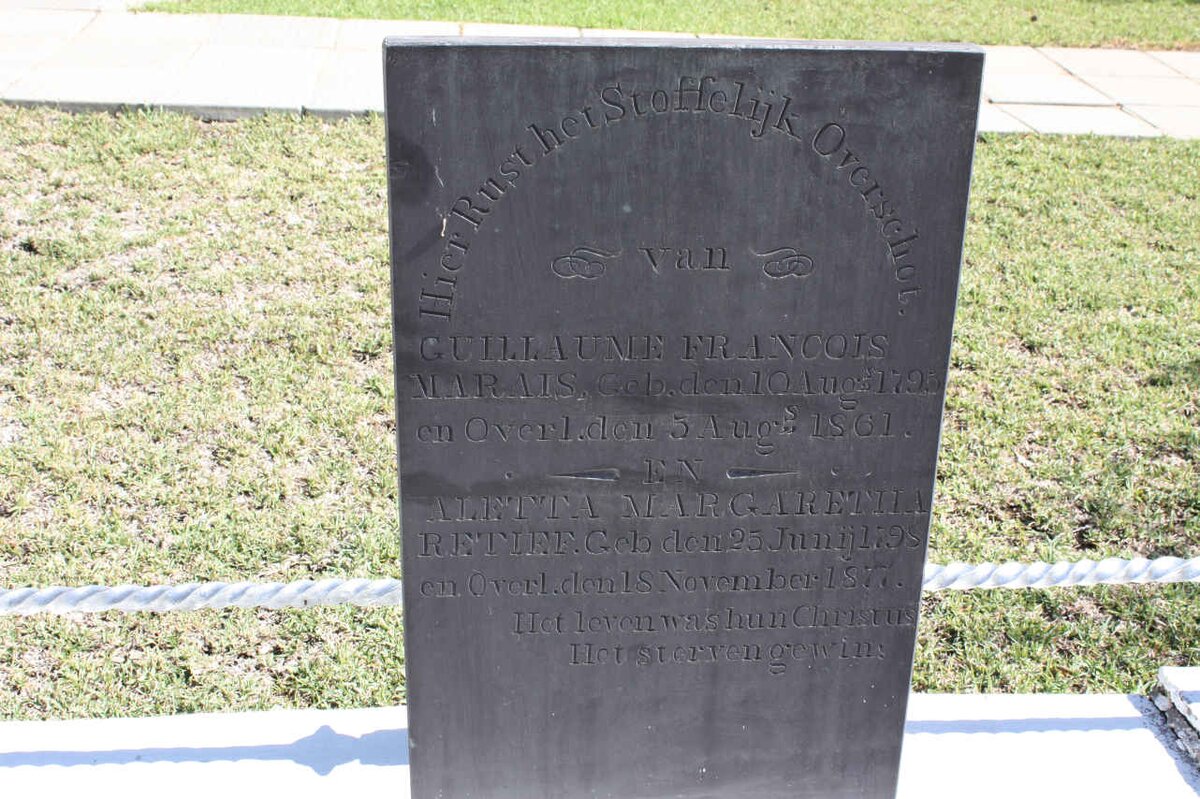 Hier Rust het Stoffelijk Overschot.
van
GUILLAUME FRANCOIS
MARAIS, Geb. den 10 Augs 1795
en Overl. den 5 Augs 1861.
EN
ALETTA MARGARETHA
RETIEF. Geb den 25 Junij 1798
en Overl. den 18 November 1877.
Het leven was hun Christus
Het sterven gewin;